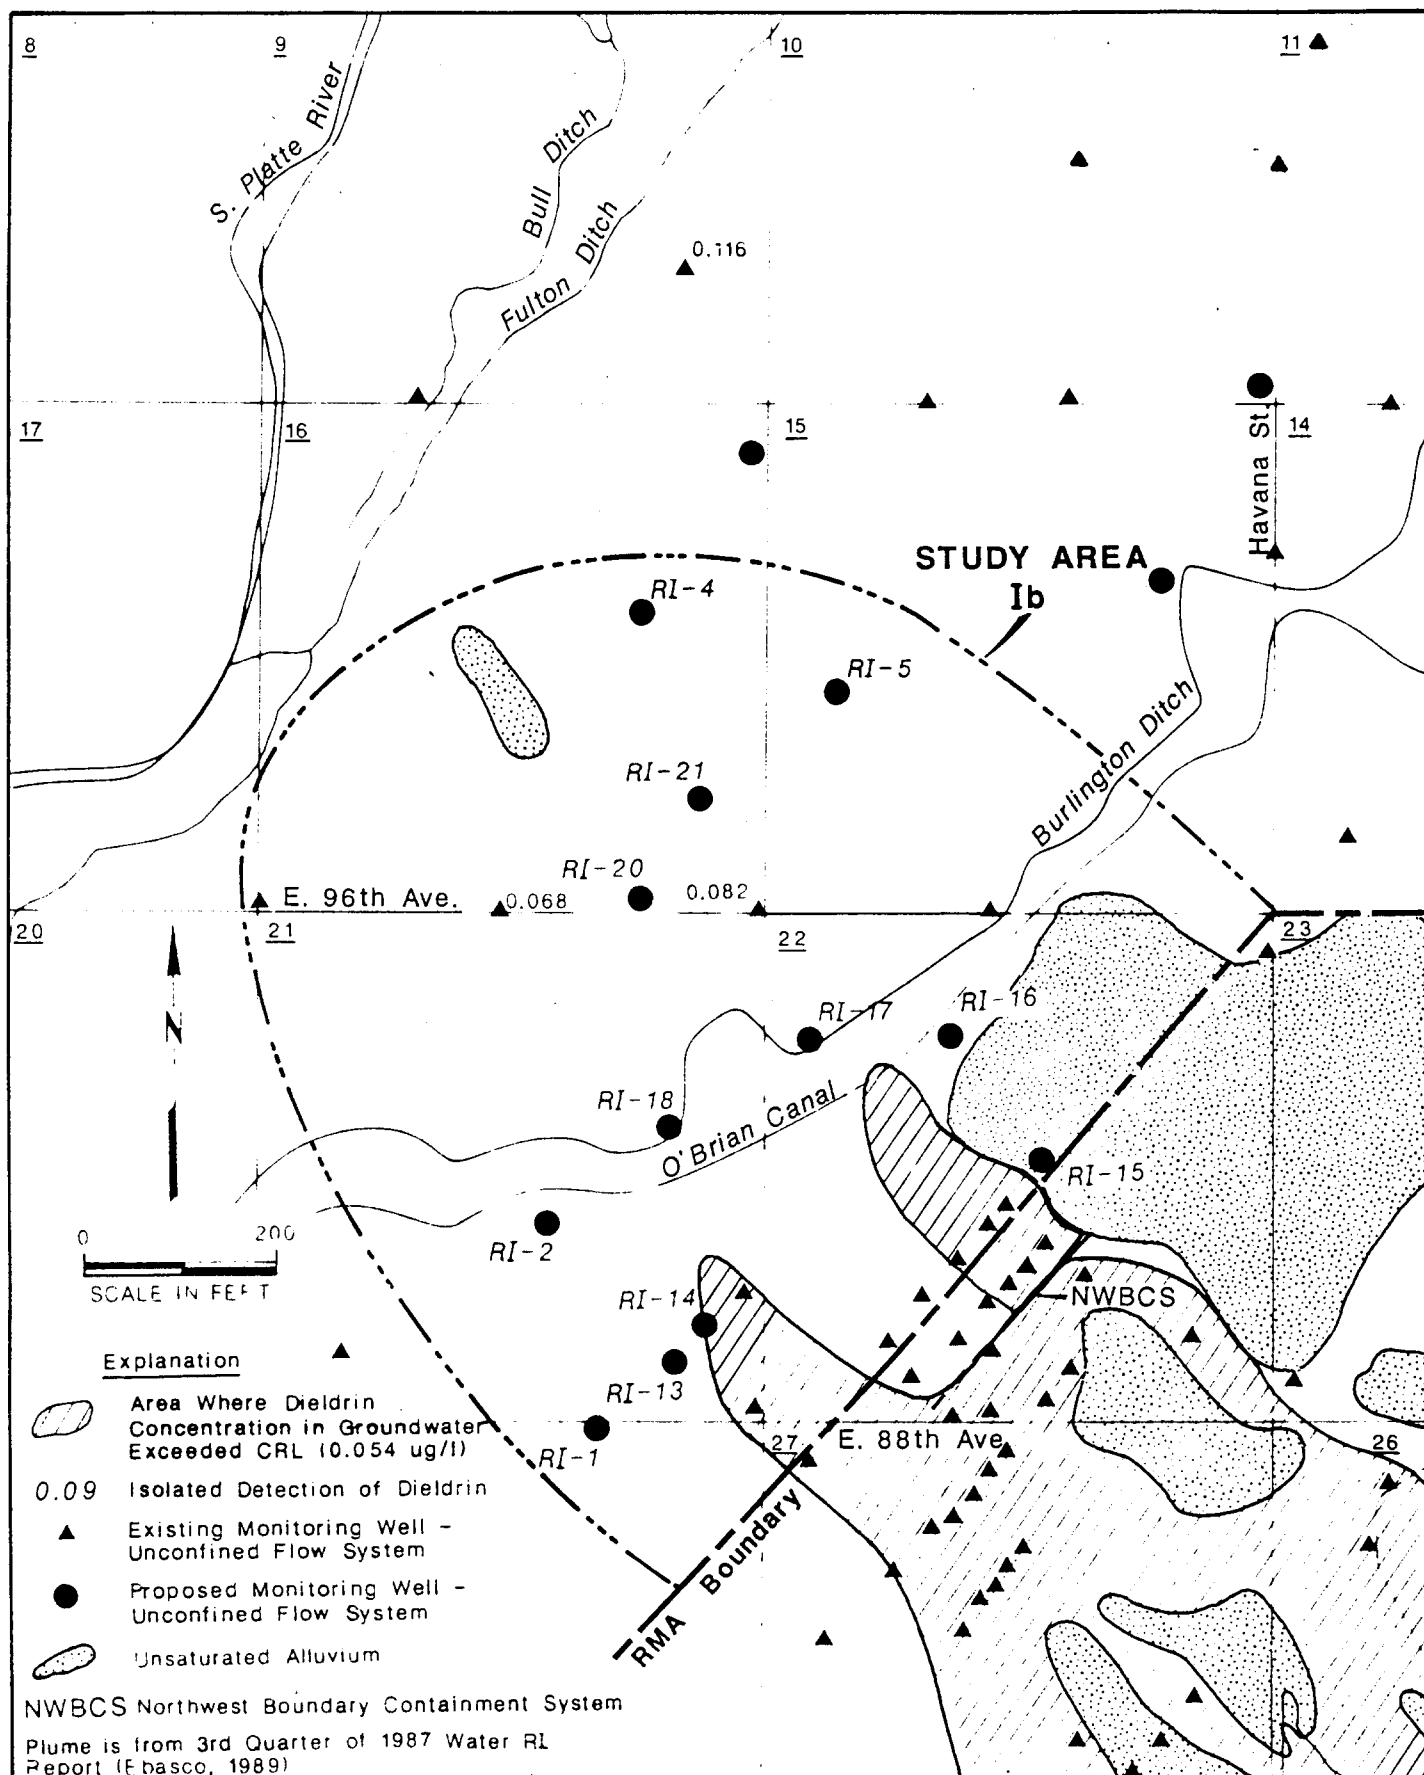 8
9
10
11
S. Platte River
Bull Ditch
Fulton Ditch
0.116
17
16
15
14
Havana St.
STUDY AREA
Ib
RI-4
RI-5
Burlington Ditch
RI-21
RI-20
E. 96th Ave.
0.068
0.082
20
21
22
23
N
RI-17
RI-16
RI-18
O'Brian Canal
RI-15
RI-2
0 200
SCALE IN FEET
NWBCS
RI-14
RI-13
RI-1
27
E. 88th Ave
26
RMA Boundary
Explanation
Area Where Dieldrin
Concentration in Groundwater
Exceeded CRL (0.054 ug/l)
0.09 Isolated Detection of Dieldrin
Existing Monitoring Well -
Unconfined Flow System
Proposed Monitoring Well -
Unconfined Flow System
Unsaturated Alluvium
NWBCS Northwest Boundary Containment System
Plume is from 3rd Quarter of 1987 Water RI
Report (Ebasco, 1989)